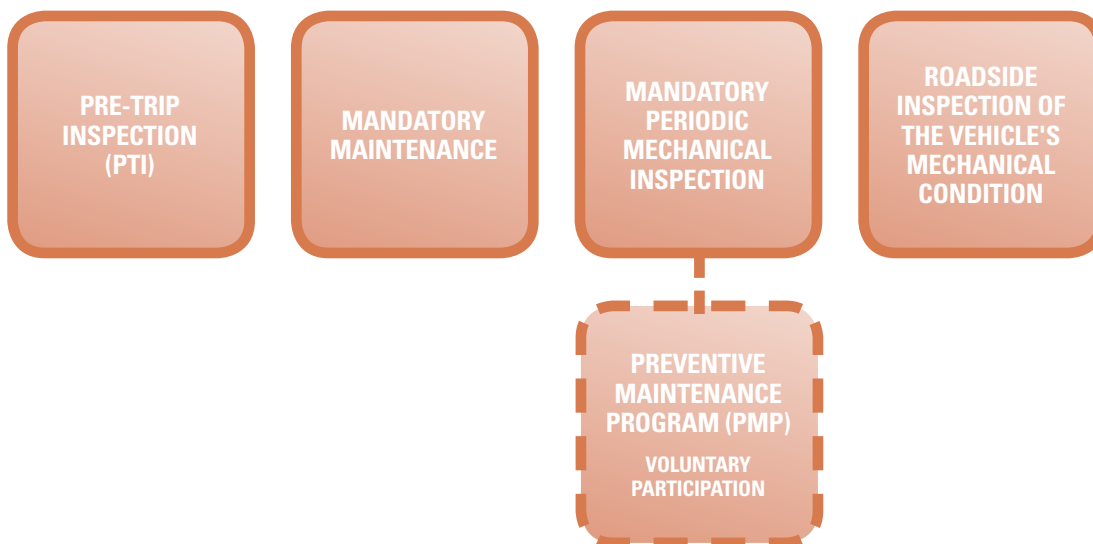 PRE-TRIP
INSPECTION
(PTI)
MANDATORY
MAINTENANCE
MANDATORY
PERIODIC
MECHANICAL
INSPECTION
ROADSIDE
INSPECTION OF
THE VEHICLE'S
MECHANICAL
CONDITION
PREVENTIVE
MAINTENANCE
PROGRAM (PMP)
VOLUNTARY
PARTICIPATION